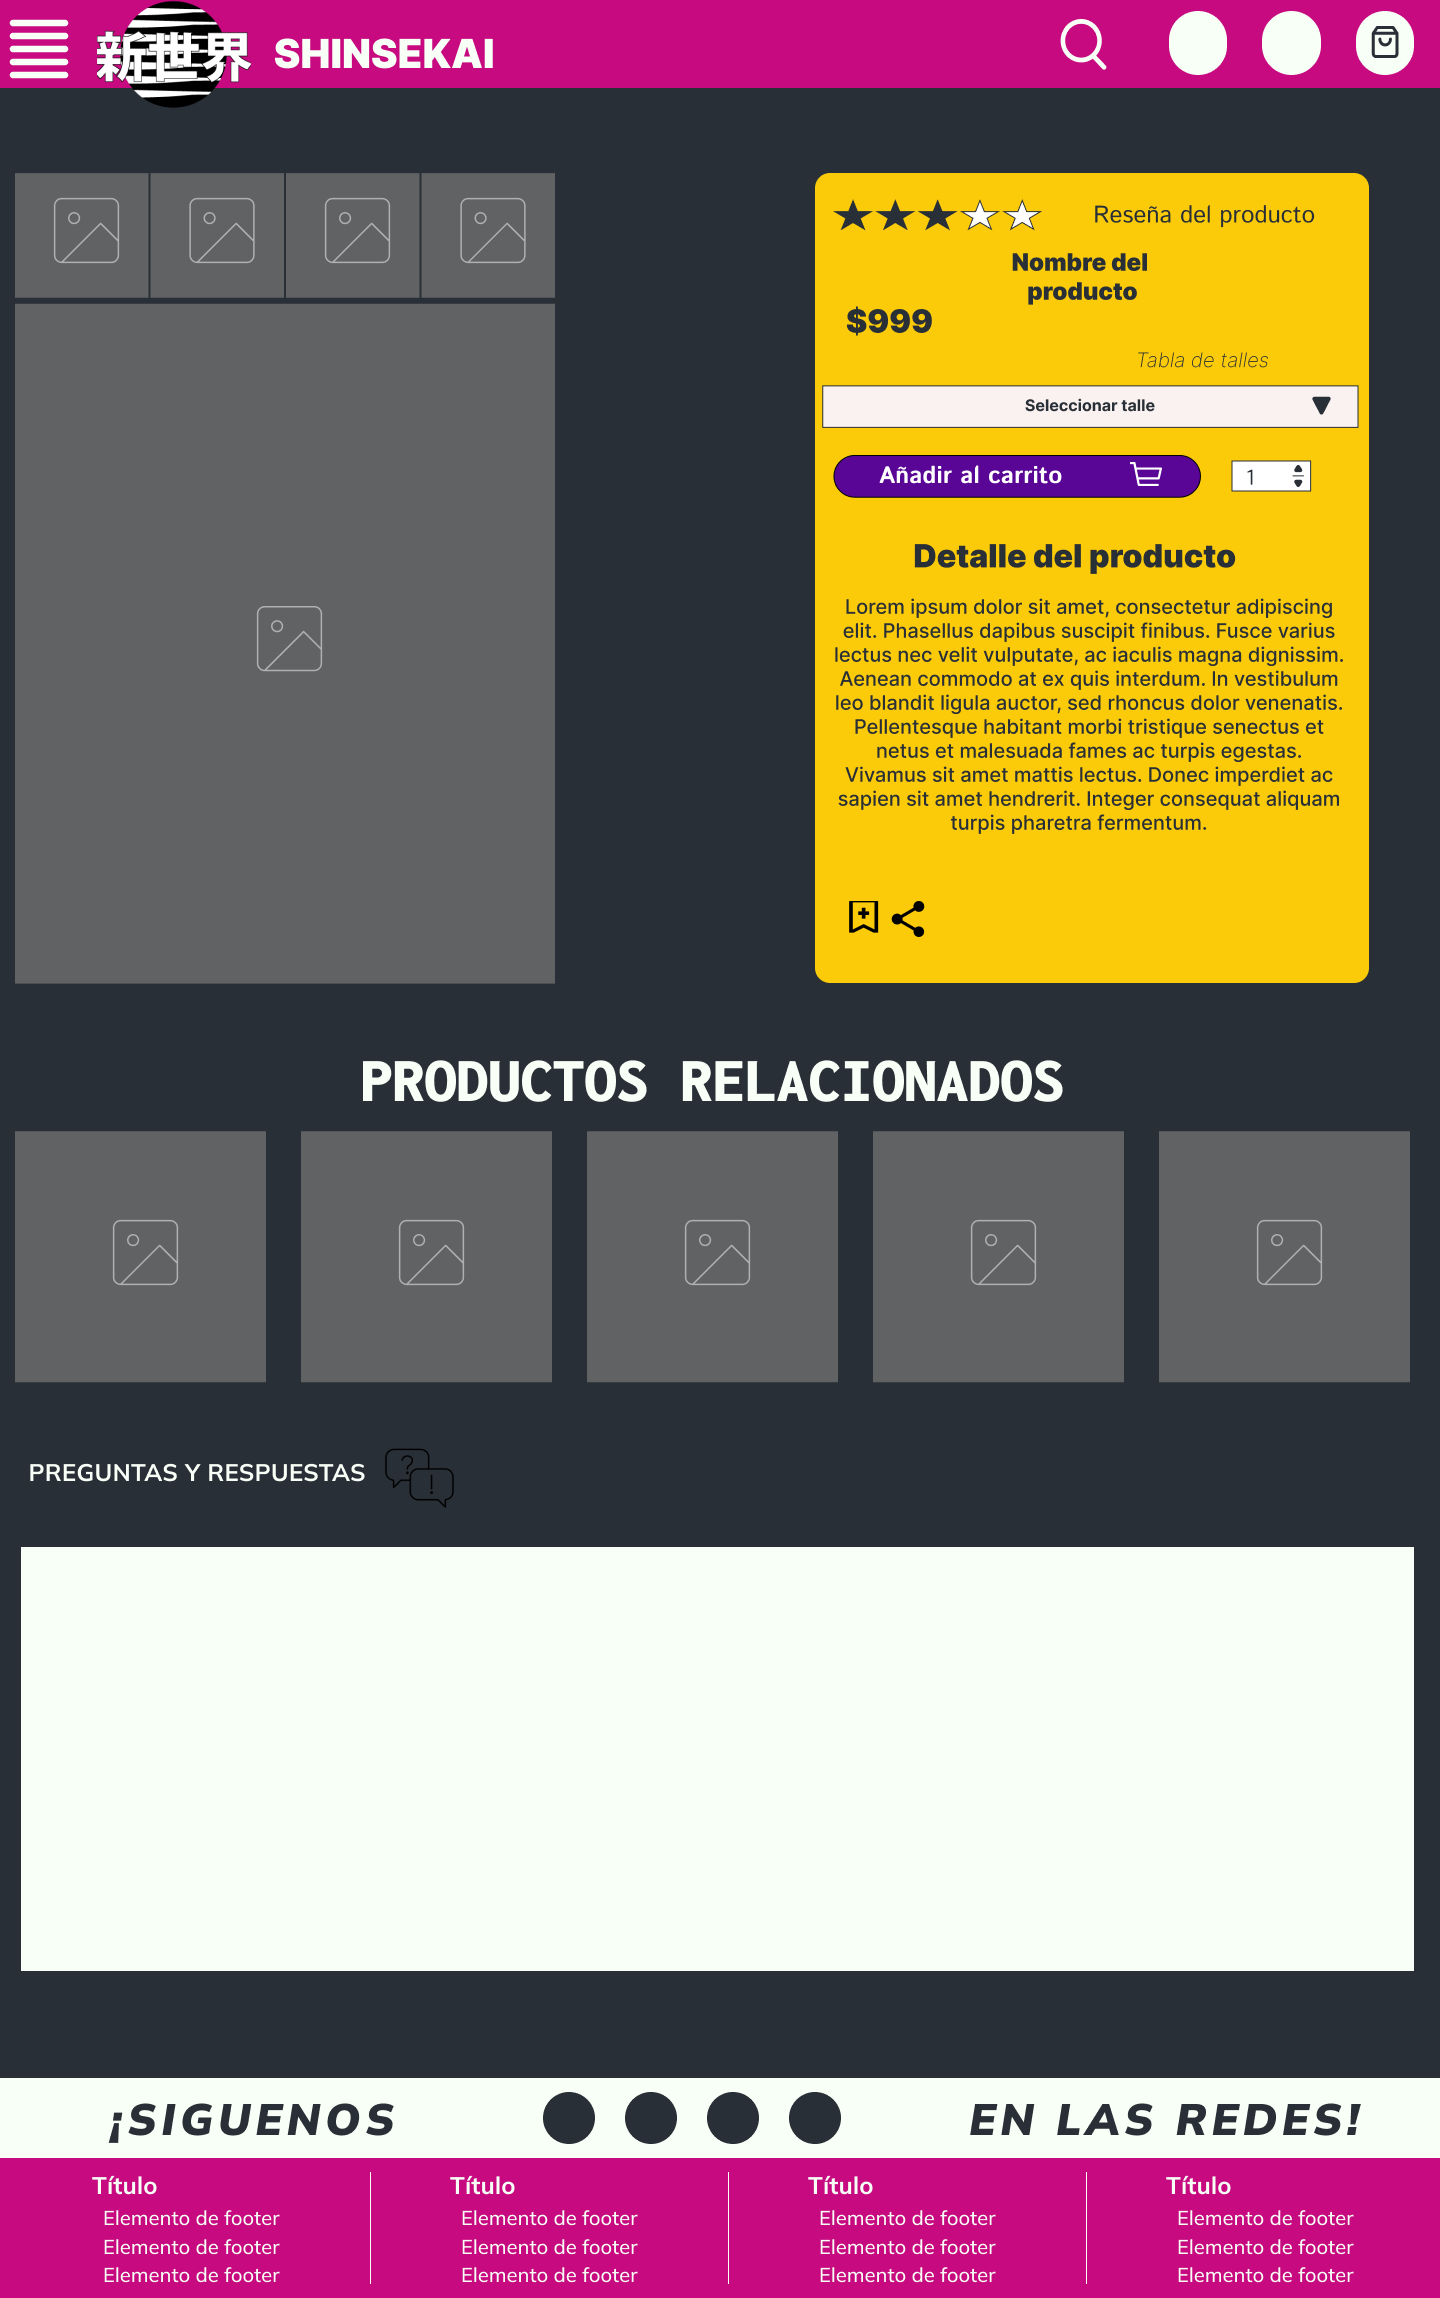 新世界 SHINSEKAI
Reseña del producto
Nombre del
producto
$999
Tabla de talles
Seleccionar talle
Añadir al carrito 1
Detalle del producto
Lorem ipsum dolor sit amet, consectetur adipiscing
elit. Phasellus dapibus suscipit finibus. Fusce varius
lectus nec velit vulputate, ac iaculis magna dignissim.
Aenean commodo at ex quis interdum. In vestibulum
leo blandit ligula auctor, sed rhoncus dolor venenatis.
Pellentesque habitant morbi tristique senectus et
netus et malesuada fames ac turpis egestas.
Vivamus sit amet mattis lectus. Donec imperdiet ac
sapien sit amet hendrerit. Integer consequat aliquam
turpis pharetra fermentum.
PRODUCTOS RELACIONADOS
PREGUNTAS Y RESPUESTAS ? !
¡SIGUENOS EN LAS REDES!
Título
Elemento de footer
Elemento de footer
Elemento de footer
Título
Elemento de footer
Elemento de footer
Elemento de footer
Título
Elemento de footer
Elemento de footer
Elemento de footer
Título
Elemento de footer
Elemento de footer
Elemento de footer